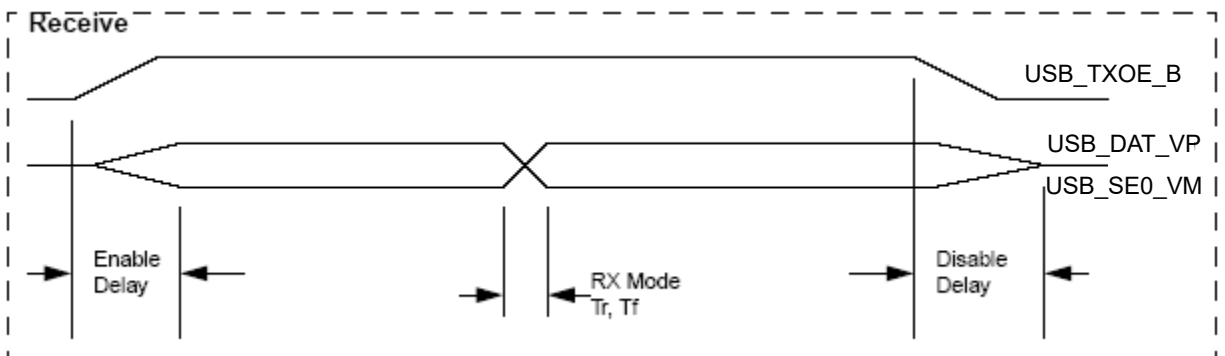 Receive
USB_TXOE_B
USB_DAT_VP
USB_SE0_VM
Enable
Delay
RX Mode
Tr, Tf
Disable
Delay